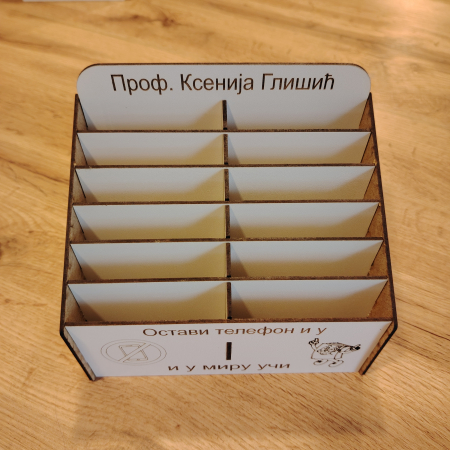 Проф. Ксенија Глишић
Остави телефон и у
и у миру учи